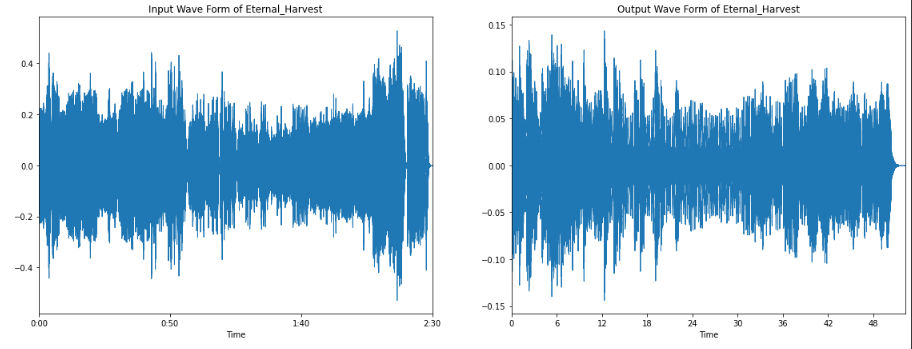 Input Wave Form of Eternal_Harvest
0.4
0.2
0.0
−0.2
−0.4
0:00 0:50 1:40 2:30
Time
Output Wave Form of Eternal_Harvest
0.15
0.10
0.05
0.00
−0.05
−0.10
−0.15
0 6 12 18 24 30 36 42 48
Time